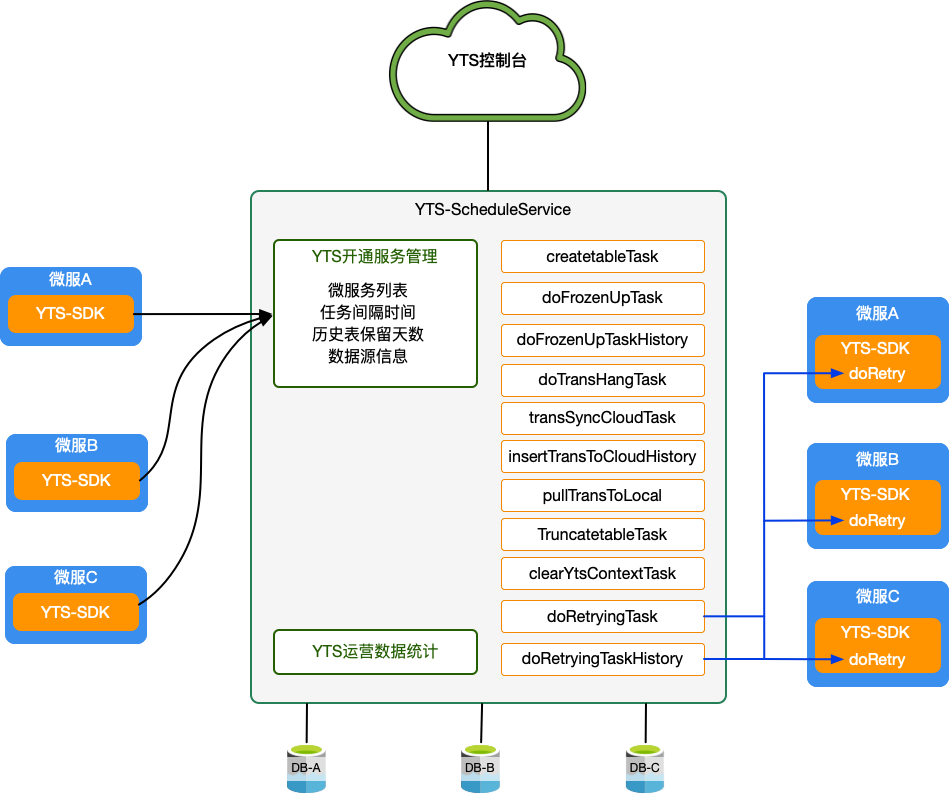 YTS控制台
YTS-ScheduleService
微服A
YTS-SDK
微服B
YTS-SDK
微服C
YTS-SDK
YTS开通服务管理
微服务列表
任务间隔时间
历史表保留天数
数据源信息
YTS运营数据统计
createtableTask
doFrozenUpTask
doFrozenUpTaskHistory
doTransHangTask
transSyncCloudTask
insertTransToCloudHistory
pullTransToLocal
TruncatetableTask
clearYtsContextTask
doRetryingTask
doRetryingTaskHistory
微服A
YTS-SDK
doRetry
微服B
YTS-SDK
doRetry
微服C
YTS-SDK
doRetry
DB-A
DB-B
DB-C